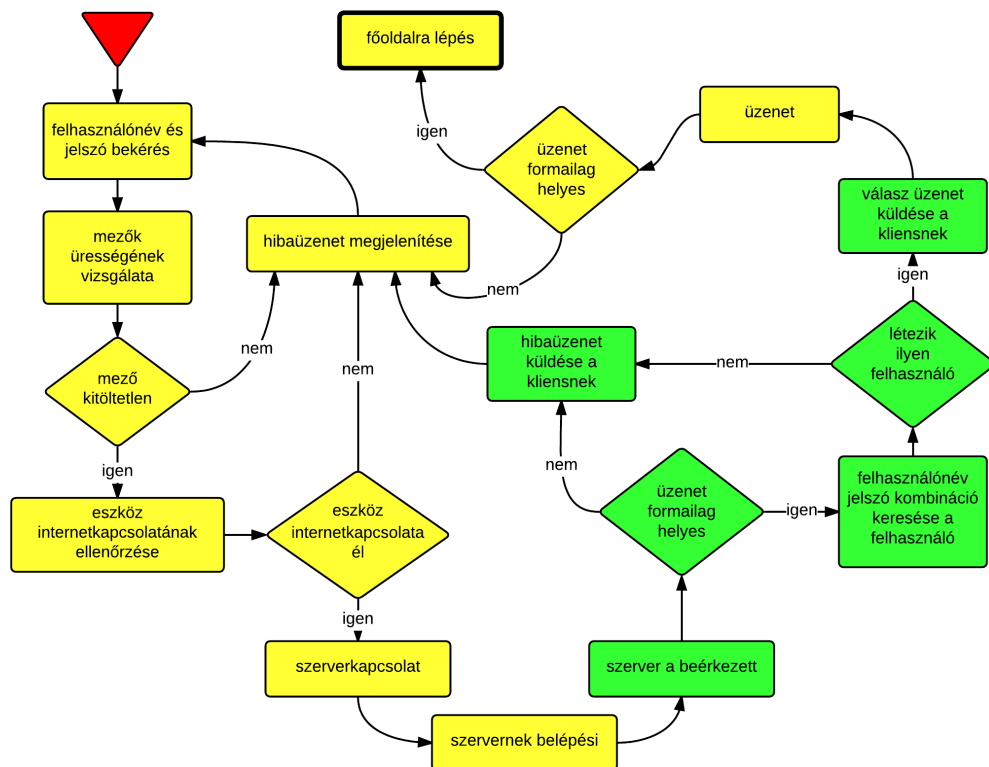 főoldalra lépés
felhasználónév és
jelszó bekérés
igen
üzenet
formailag
helyes
üzenet
mezők
ürességének
vizsgálata
hibaüzenet megjelenítése
válasz üzenet
küldése a
kliensnek
nem
igen
mező
kitöltetlen
nem
nem
hibaüzenet
küldése a
kliensnek
nem
létezik
ilyen
felhasználó
igen
eszköz
internetkapcsolatának
ellenőrzése
eszköz
internetkapcsolata
él
nem
üzenet
formailag
helyes
igen
felhasználónév
jelszó kombináció
keresése a
felhasználó
igen
szerverkapcsolat
szerver a beérkezett
szervernek belépési